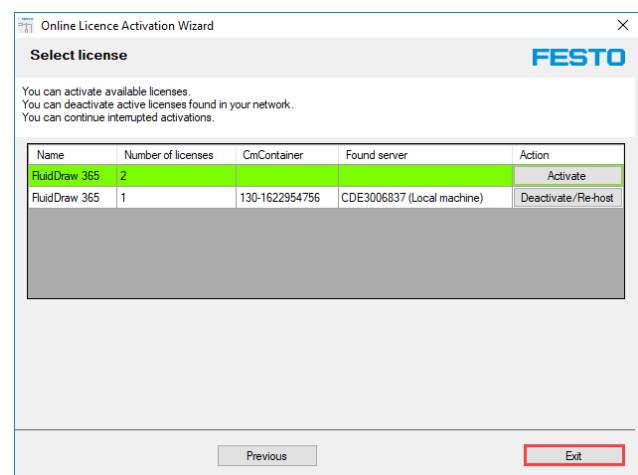 Online Licence Activation Wizard
Select license
FESTO
You can activate available licenses.
You can deactivate active licenses found in your network.
You can continue interrupted activations.
Name Number of licenses CmContainer Found server Action
FluidDraw 365 2 Activate
FluidDraw 365 1 130-1622954756 CDE3006837 (Local machine) Deactivate/Re-host
Previous Exit